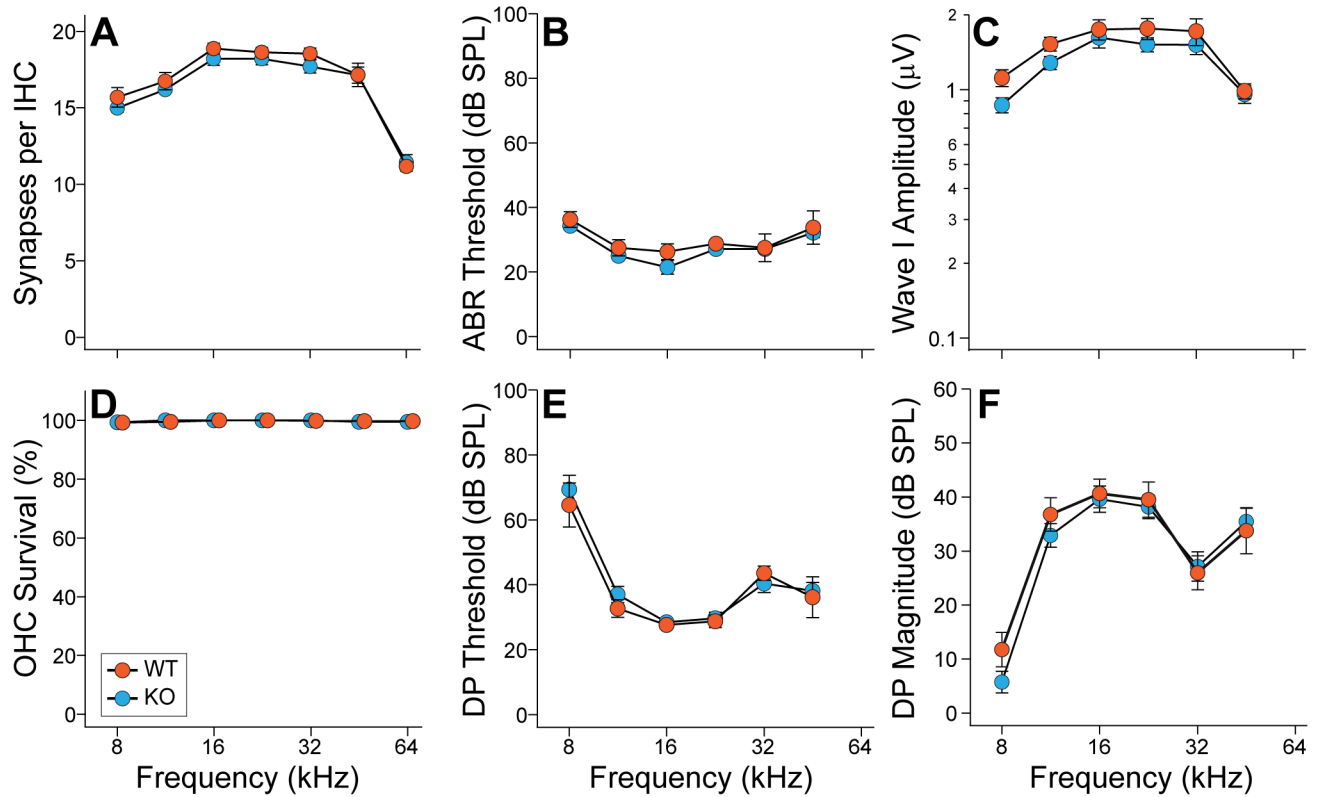 A
Synapses per IHC
20
15
10
5
0
B
ABR Threshold (dB SPL)
100
80
60
40
20
0
C
Wave I Amplitude (μV)
2
1
6
5
4
3
2
0.1
D
OHC Survival (%)
100
80
60
40
20
0
WT
KO
8 16 32 64
Frequency (kHz)
E
DP Threshold (dB SPL)
100
80
60
40
20
0
8 16 32 64
Frequency (kHz)
F
DP Magnitude (dB SPL)
60
50
40
30
20
10
0
8 16 32 64
Frequency (kHz)